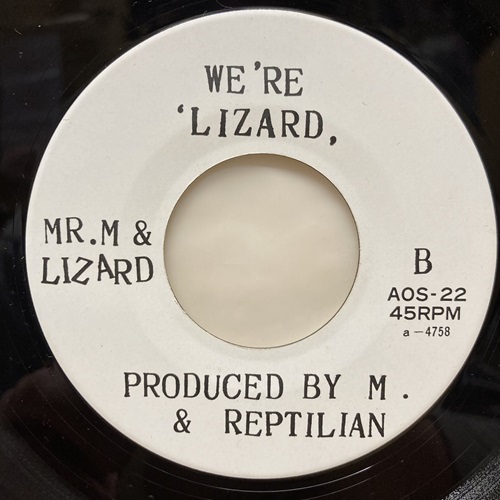 WE'RE
'LIZARD,
MR.M &
LIZARD
B
AOS-22
45RPM
a-4758
PRODUCED BY M.
& REPTILIAN